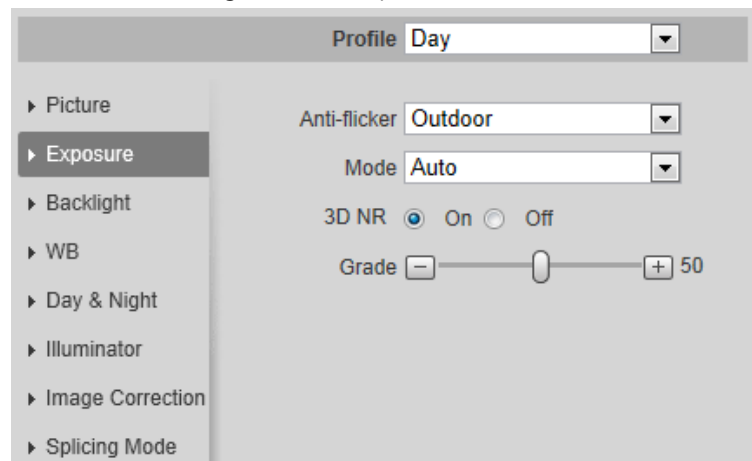 Profile Day
Picture
Anti-flicker Outdoor
Exposure
Mode Auto
Backlight
3D NR On Off
WB
Grade 50
Day & Night
Illuminator
Image Correction
Splicing Mode